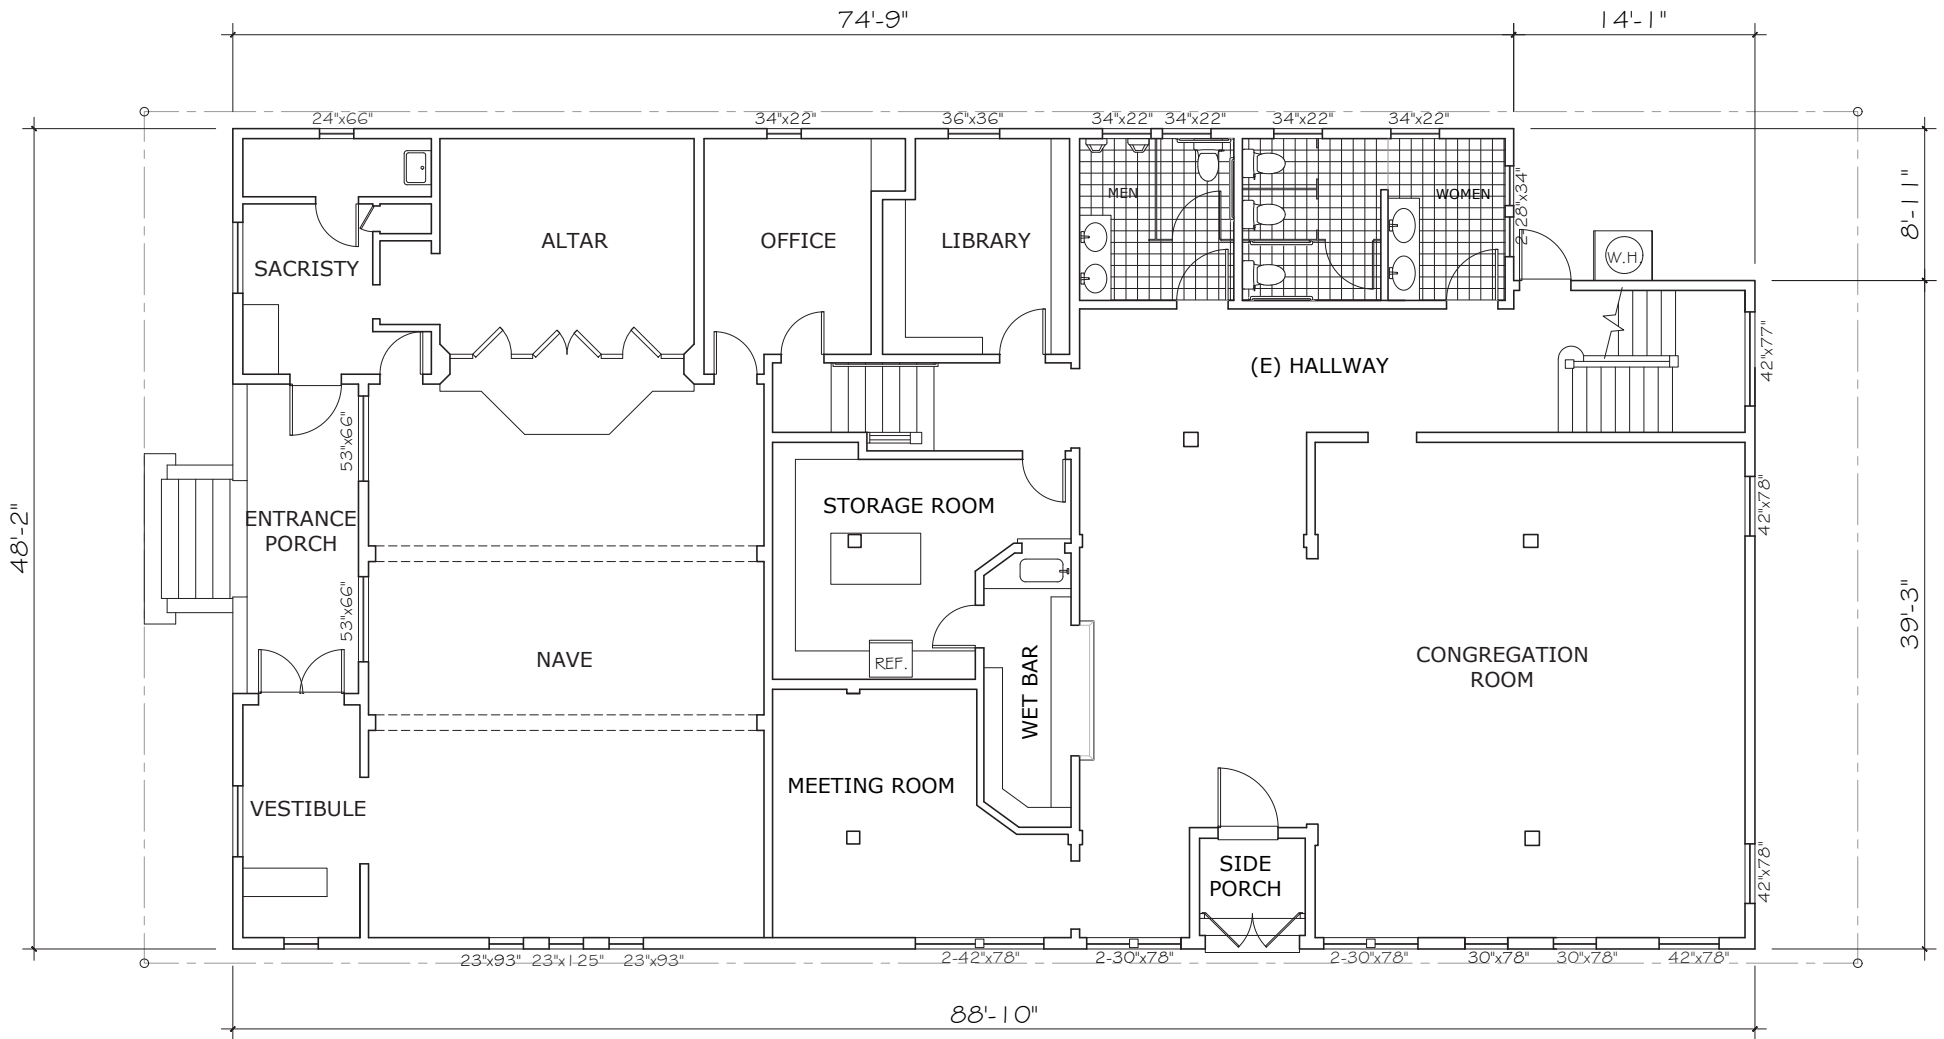 74'-9"
14'-1"
24"x66"
34"x22"
36"x36"
34"x22"
34"x22"
34"x22"
34"x22"
8'-11"
MEN
WOMEN
2-28"x34"
ALTAR
OFFICE
LIBRARY
SACRISTY
W.H.
(E) HALLWAY
42"x77"
53"x66"
STORAGE ROOM
42"x78"
ENTRANCE
PORCH
48'-2"
53"x66"
39'-3"
NAVE
REF.
WET BAR
CONGREGATION
ROOM
MEETING ROOM
VESTIBULE
SIDE
PORCH
42"x78"
23"x93"
23"x125"
23"x93"
2-42"x78"
2-30"x78"
2-30"x78"
30"x78"
30"x78"
42"x78"
88'-10"